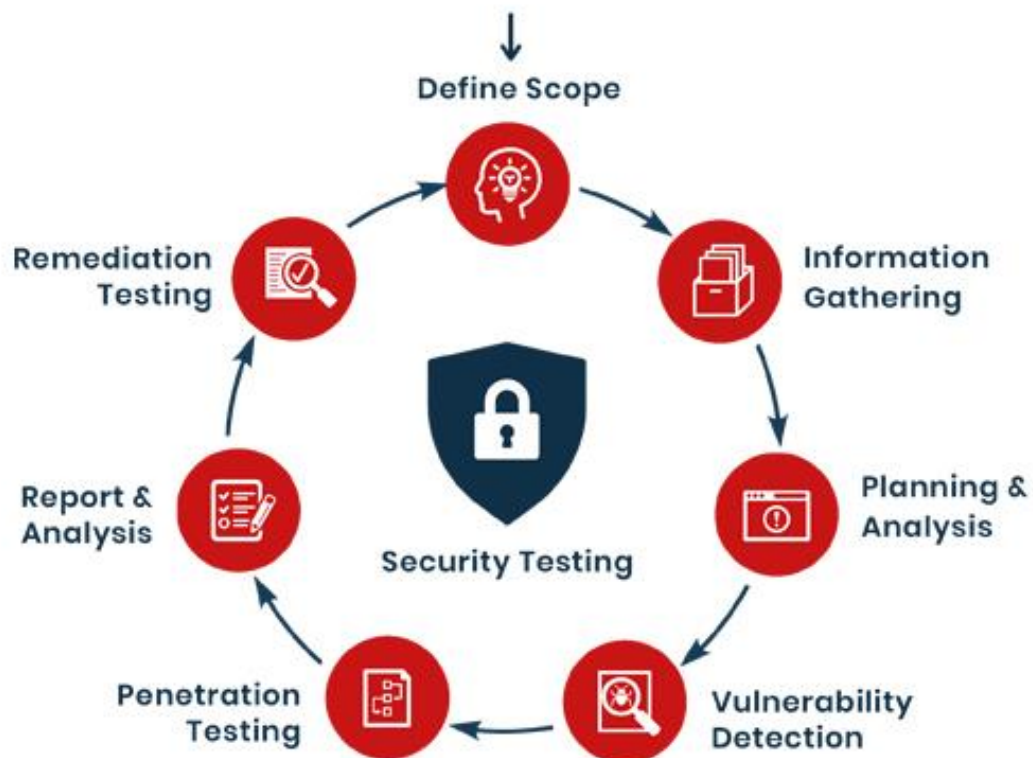 Define Scope
Information
Gathering
Planning &
Analysis
Vulnerability
Detection
Penetration
Testing
Report &
Analysis
Remediation
Testing
Security Testing